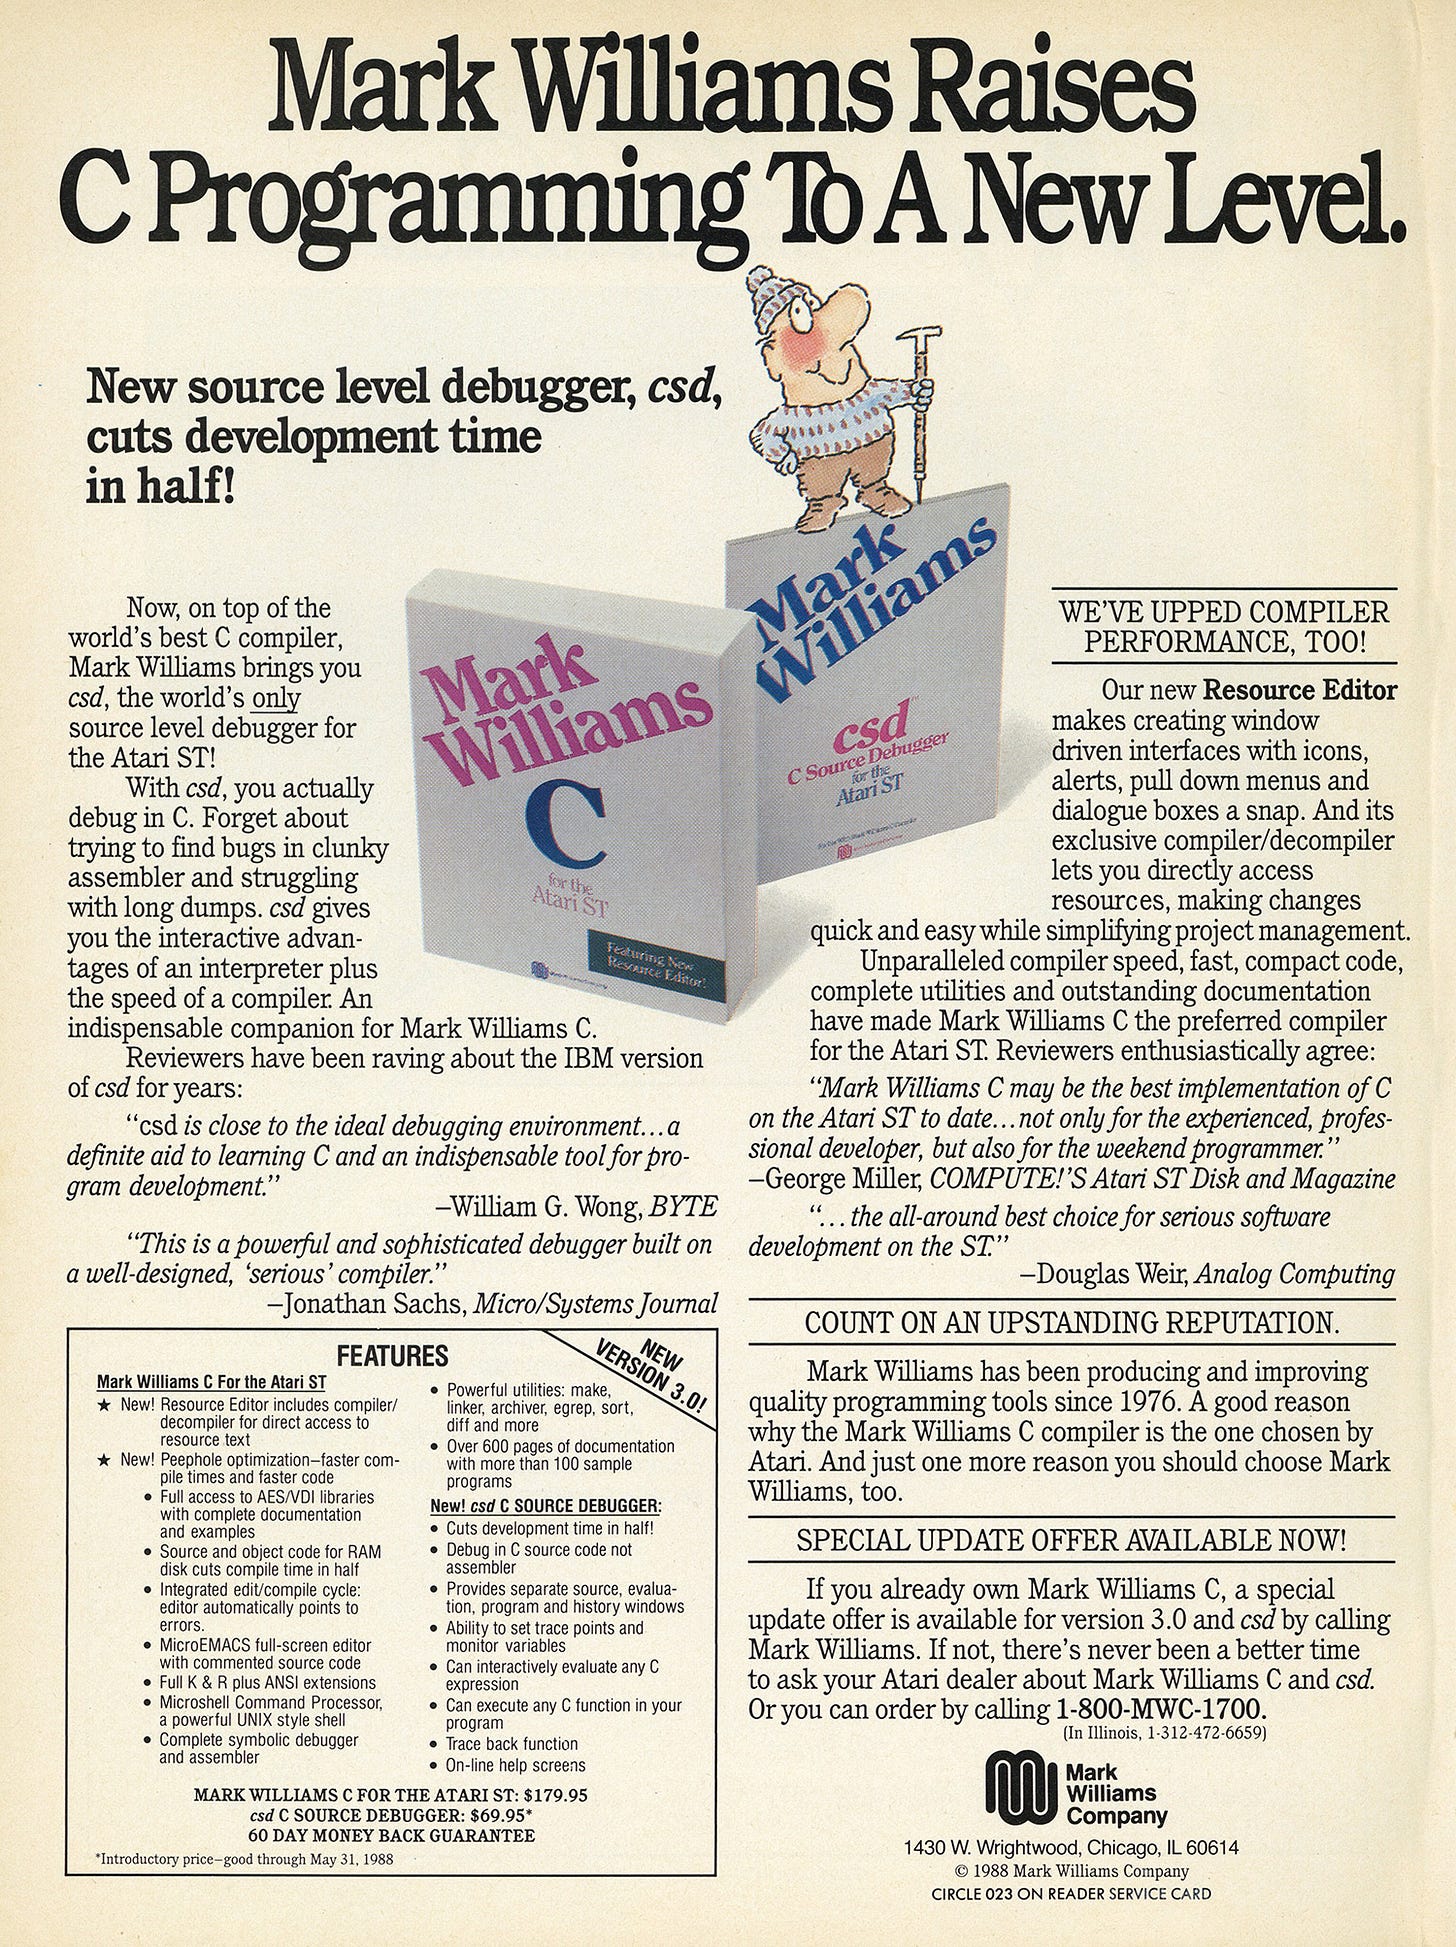 Mark Williams Raises
C Programming To A New Level.
New source level debugger, csd,
cuts development time
in half!
Now, on top of the
world's best C compiler,
Mark Williams brings you
csd, the world's only
source level debugger for
the Atari ST!
With csd, you actually
debug in C. Forget about
trying to find bugs in clunky
assembler and struggling
with long dumps. csd gives
you the interactive advan-
tages of an interpreter plus
the speed of a compiler. An
indispensable companion for Mark Williams C.
Reviewers have been raving about the IBM version
of csd for years:
“csd is close to the ideal debugging environment...a
definite aid to learning C and an indispensable tool for pro-
gram development.”
–William G. Wong, BYTE
“This is a powerful and sophisticated debugger built on
a well-designed, ‘serious’ compiler.”
–Jonathan Sachs, Micro/Systems Journal
Mark
Williams
C
for the
Atari ST
Featuring New
Resource Editor!
Mark
Williams
csd™
C Source Debugger
for the
Atari ST
WE'VE UPPED COMPILER
PERFORMANCE, TOO!
Our new Resource Editor
makes creating window
driven interfaces with icons,
alerts, pull down menus and
dialogue boxes a snap. And its
exclusive compiler/decompiler
lets you directly access
resources, making changes
quick and easy while simplifying project management.
Unparalleled compiler speed, fast, compact code,
complete utilities and outstanding documentation
have made Mark Williams C the preferred compiler
for the Atari ST. Reviewers enthusiastically agree:
“Mark Williams C may be the best implementation of C
on the Atari ST to date...not only for the experienced, profes-
sional developer, but also for the weekend programmer.”
–George Miller, COMPUTE!'S Atari ST Disk and Magazine
“...the all-around best choice for serious software
development on the ST.”
–Douglas Weir, Analog Computing
COUNT ON AN UPSTANDING REPUTATION.
Mark Williams has been producing and improving
quality programming tools since 1976. A good reason
why the Mark Williams C compiler is the one chosen by
Atari. And just one more reason you should choose Mark
Williams, too.
SPECIAL UPDATE OFFER AVAILABLE NOW!
If you already own Mark Williams C, a special
update offer is available for version 3.0 and csd by calling
Mark Williams. If not, there's never been a better time
to ask your Atari dealer about Mark Williams C and csd.
Or you can order by calling 1-800-MWC-1700.
(In Illinois, 1-312-472-6659)
Mark
Williams
Company
1430 W. Wrightwood, Chicago, IL 60614
© 1988 Mark Williams Company
CIRCLE 023 ON READER SERVICE CARD
FEATURES
NEW
VERSION 3.0!
Mark Williams C For the Atari ST
★ New! Resource Editor includes compiler/
decompiler for direct access to
resource text
★ New! Peephole optimization–faster com-
pile times and faster code
• Full access to AES/VDI libraries
with complete documentation
and examples
• Source and object code for RAM
disk cuts compile time in half
• Integrated edit/compile cycle:
editor automatically points to
errors.
• MicroEMACS full-screen editor
with commented source code
• Full K & R plus ANSI extensions
• Microshell Command Processor,
a powerful UNIX style shell
• Complete symbolic debugger
and assembler
• Powerful utilities: make,
linker, archiver, egrep, sort,
diff and more
• Over 600 pages of documentation
with more than 100 sample
programs
New! csd C SOURCE DEBUGGER:
• Cuts development time in half!
• Debug in C source code not
assembler
• Provides separate source, evalua-
tion, program and history windows
• Ability to set trace points and
monitor variables
• Can interactively evaluate any C
expression
• Can execute any C function in your
program
• Trace back function
• On-line help screens
MARK WILLIAMS C FOR THE ATARI ST: $179.95
csd C SOURCE DEBUGGER: $69.95*
60 DAY MONEY BACK GUARANTEE
*Introductory price–good through May 31, 1988